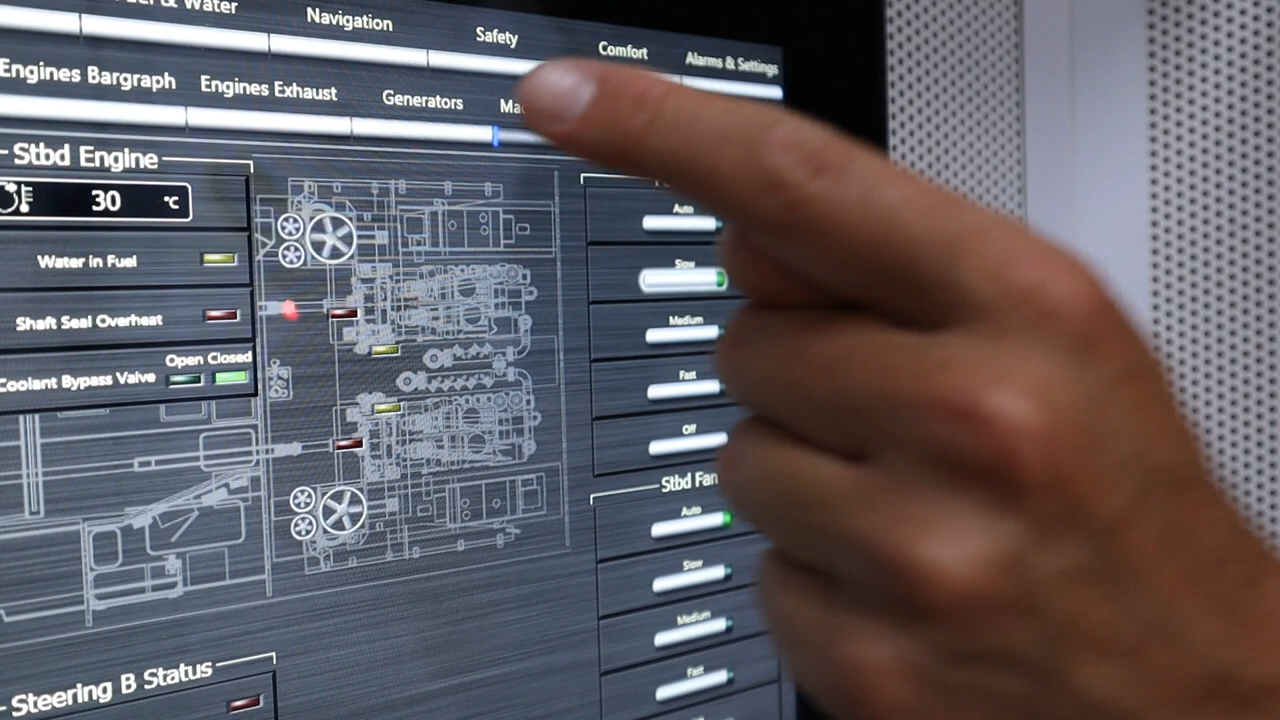 & Water
Navigation
Safety
Comfort
Alarms & Settings
Engines Bargraph
Engines Exhaust
Generators
Stbd Engine
30 °C
Water in Fuel
Shaft Seal Overheat
Open Closed
Coolant Bypass Valve
Steering B Status
Auto
Slow
Medium
Fast
Off
Stbd Fan
Auto
Slow
Medium
Fast